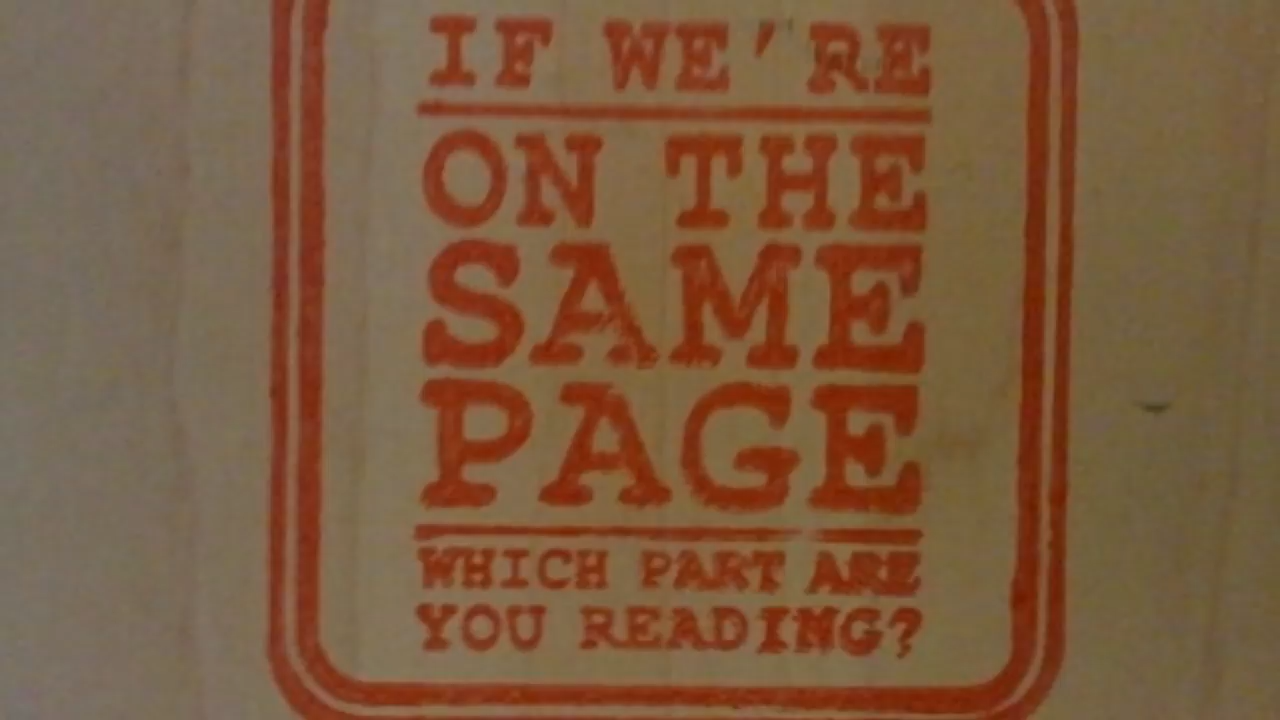 IF WE'RE
ON THE
SAME
PAGE
WHICH PART ARE
YOU READING?